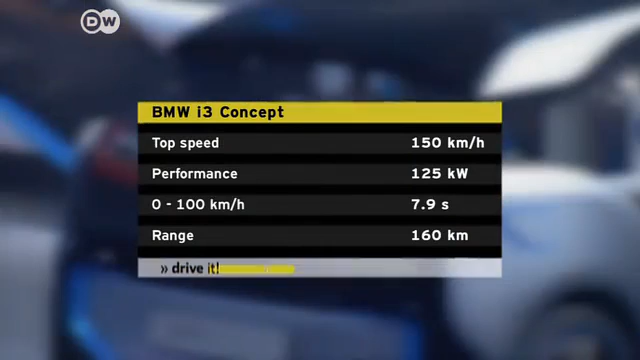 DW
BMW i3 Concept
Top speed 150 km/h
Performance 125 kW
0 - 100 km/h 7.9 s
Range 160 km
» drive it!